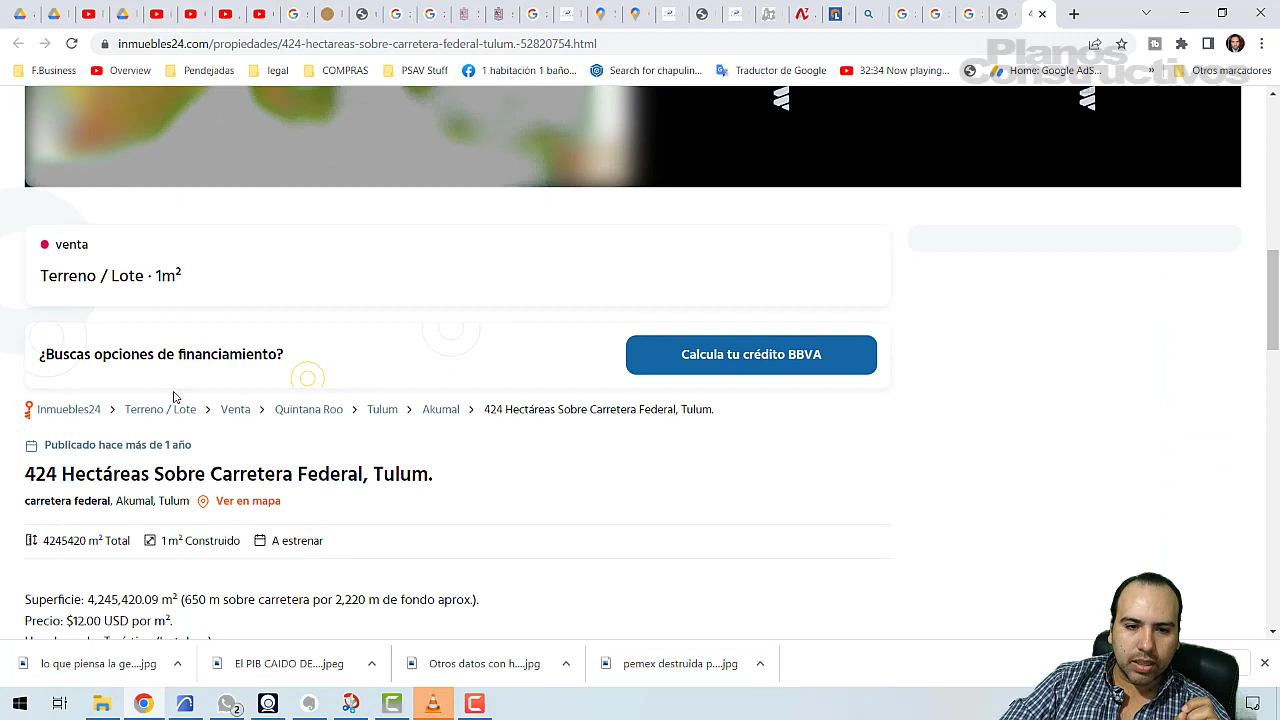 inmuebles24.com/propiedades/424-hectareas-sobre-carretera-federal-tulum.-52820754.html
Planos
Constructivos
F.Business
Overview
Pendejadas
legal
COMPRAS
PSAV Stuff
1 habitación 1 baño...
Search for chapulin...
Traductor de Google
32:34 Now playing...
Home: Google Ads...
»
Otros marcadores
venta
Terreno / Lote · 1m²
¿Buscas opciones de financiamiento?
Calcula tu crédito BBVA
Inmuebles24 > Terreno / Lote > Venta > Quintana Roo > Tulum > Akumal > 424 Hectáreas Sobre Carretera Federal, Tulum.
Publicado hace más de 1 año
424 Hectáreas Sobre Carretera Federal, Tulum.
carretera federal, Akumal, Tulum Ver en mapa
4245420 m² Total 1 m² Construido A estrenar
Superficie: 4,245,420.09 m² (650 m sobre carretera por 2,220 m de fondo aprox.).
Precio: $12.00 USD por m².
lo que piensa la ge....jpg
El PIB CAIDO DE....jpeg
Otros datos con h....jpg
pemex destruida p....jpg
2